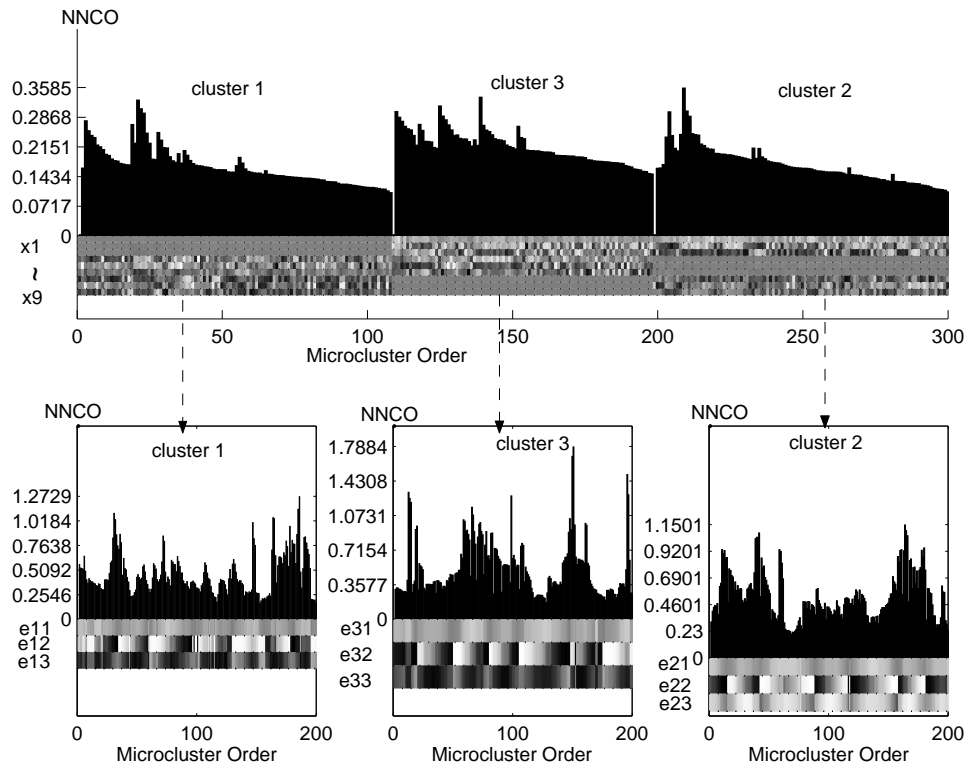 NNCO
cluster 1
cluster 3
cluster 2
0.3585
0.2868
0.2151
0.1434
0.0717
0
x1
~
x9
0 50 100 150 200 250 300
Microcluster Order
NNCO
cluster 1
1.2729
1.0184
0.7638
0.5092
0.2546
0
e11
e12
e13
0 100 200
Microcluster Order
NNCO
cluster 3
1.7884
1.4308
1.0731
0.7154
0.3577
0
e31
e32
e33
0 100 200
Microcluster Order
NNCO
cluster 2
1.1501
0.9201
0.6901
0.4601
0.23
0
e21
e22
e23
0 100 200
Microcluster Order